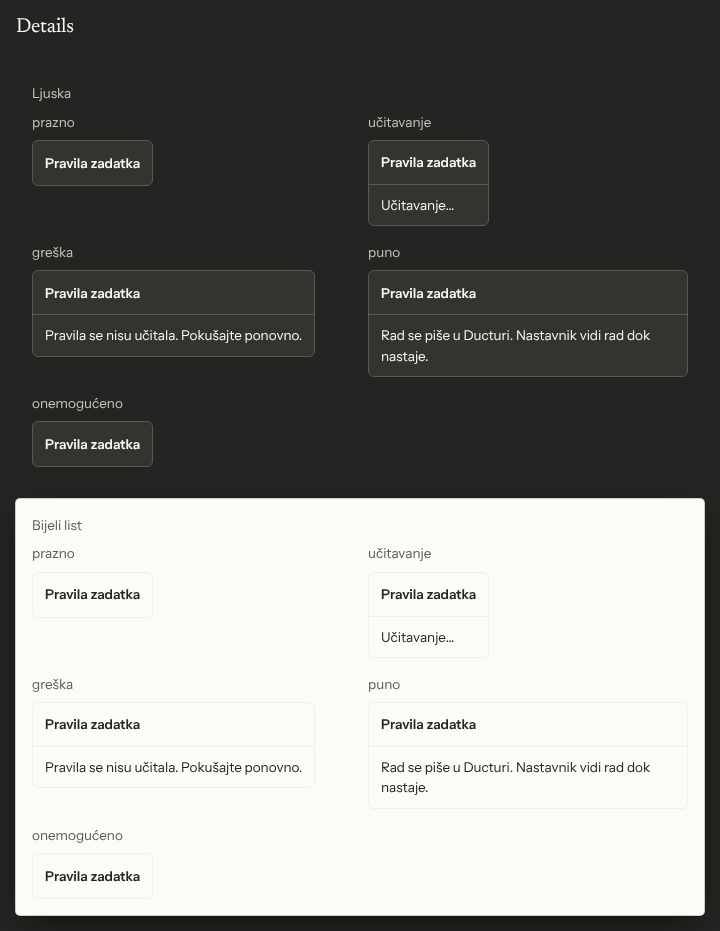 Details
Ljuska
prazno
Pravila zadatka
učitavanje
Pravila zadatka
Učitavanje…
greška
Pravila zadatka
Pravila se nisu učitala. Pokušajte ponovno.
puno
Pravila zadatka
Rad se piše u Ducturi. Nastavnik vidi rad dok
nastaje.
onemogućeno
Pravila zadatka
Bijeli list
prazno
Pravila zadatka
učitavanje
Pravila zadatka
Učitavanje…
greška
Pravila zadatka
Pravila se nisu učitala. Pokušajte ponovno.
puno
Pravila zadatka
Rad se piše u Ducturi. Nastavnik vidi rad dok
nastaje.
onemogućeno
Pravila zadatka